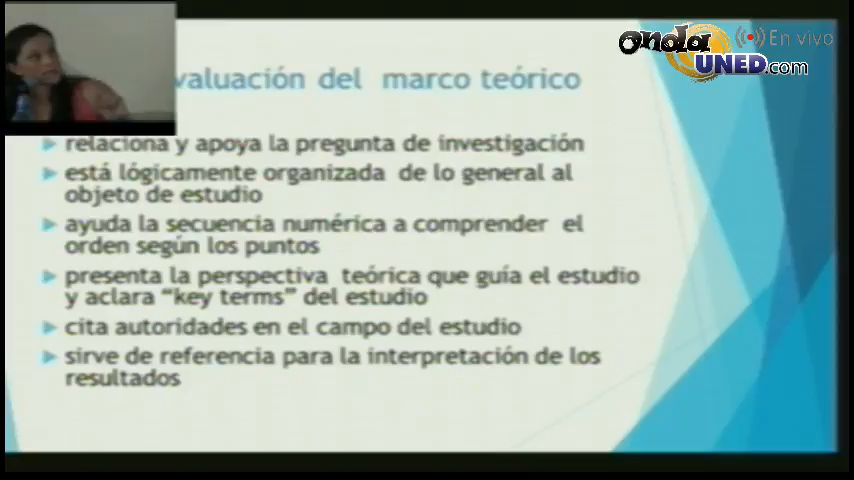 onda
UNED.com
En vivo
valuación del marco teórico
relaciona y apoya la pregunta de investigación
está lógicamente organizada de lo general al
objeto de estudio
ayuda la secuencia numérica a comprender el
orden según los puntos
presenta la perspectiva teórica que guía el estudio
y aclara “key terms” del estudio
cita autoridades en el campo del estudio
sirve de referencia para la interpretación de los
resultados